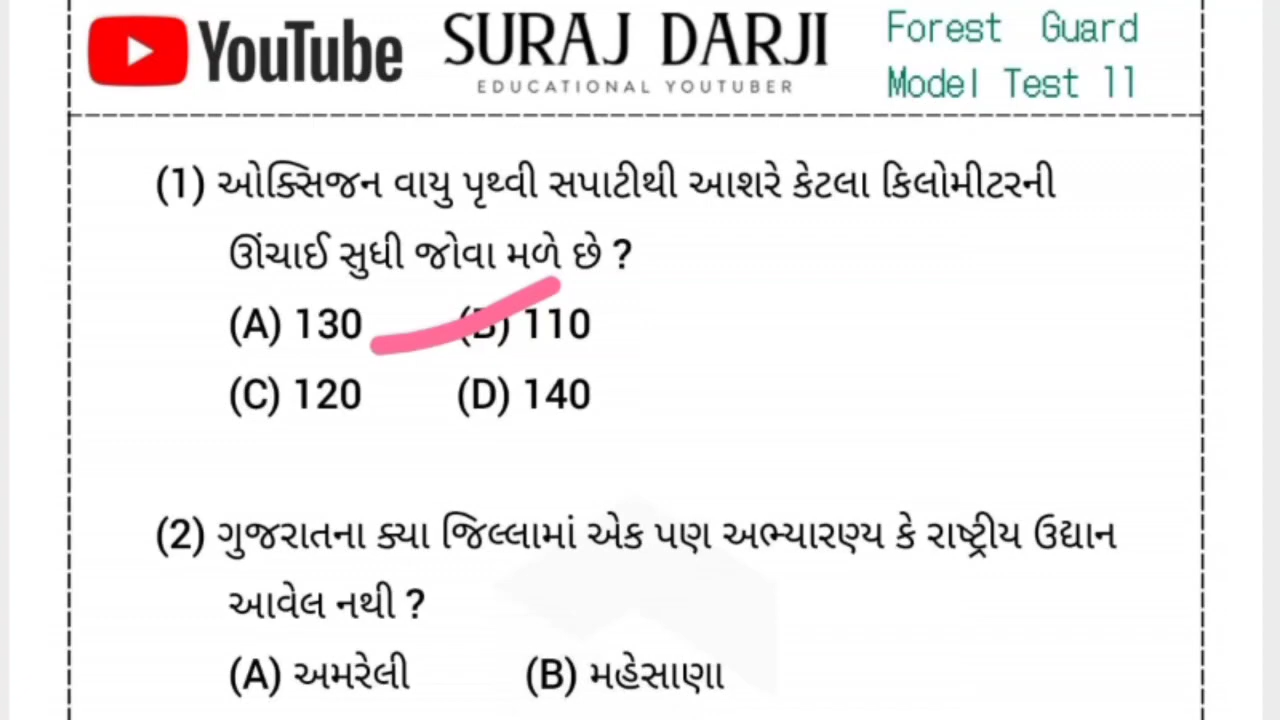 YouTube SURAJ DARJI Forest Guard
EDUCATIONAL YOUTUBER Model Test 11
(1) ઓક્સિજન વાયુ પૃથ્વી સપાટીથી આશરે કેટલા કિલોમીટરની
ઊંચાઈ સુધી જોવા મળે છે ?
(A) 130 (B) 110
(C) 120 (D) 140
(2) ગુજરાતના ક્યા જિલ્લામાં એક પણ અભ્યારણ્ય કે રાષ્ટ્રીય ઉદ્યાન
આવેલ નથી ?
(A) અમરેલી (B) મહેસાણા